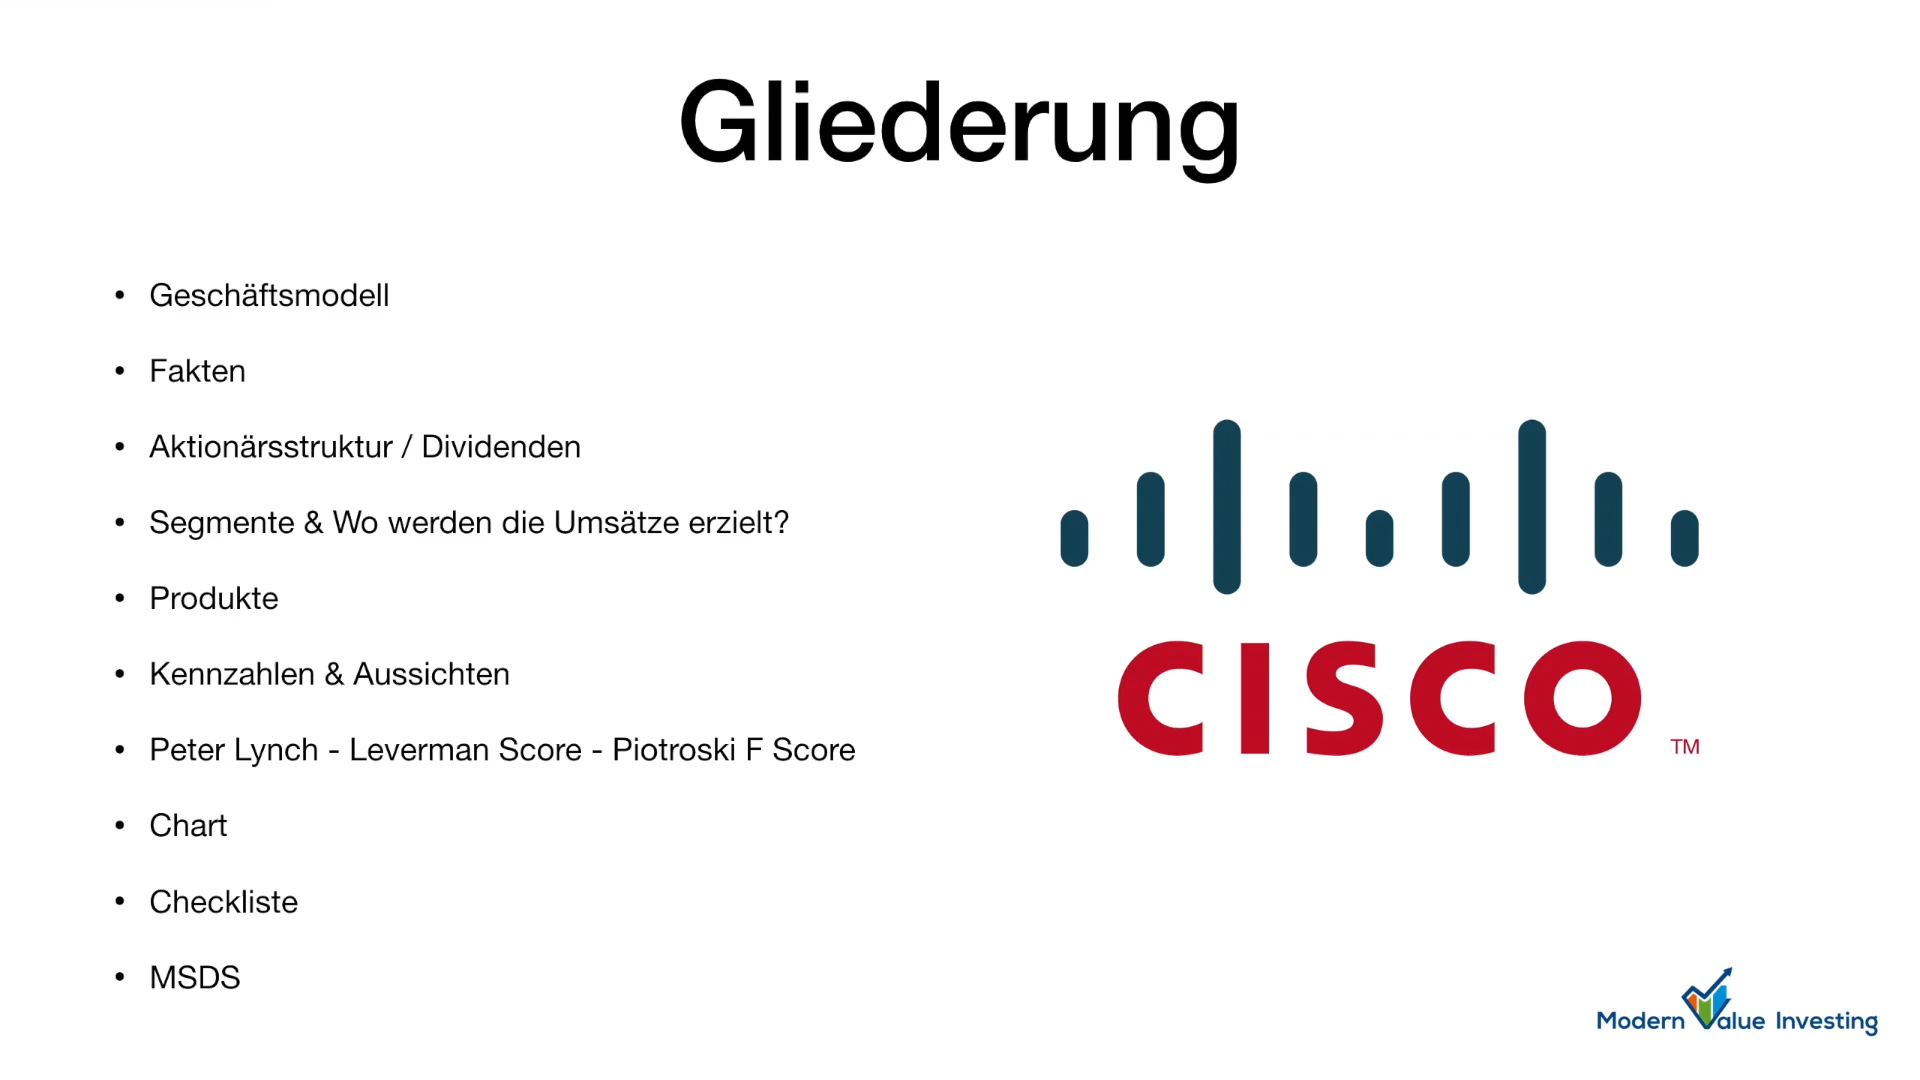 Gliederung
• Geschäftsmodell
• Fakten
• Aktionärsstruktur / Dividenden
• Segmente & Wo werden die Umsätze erzielt?
• Produkte
• Kennzahlen & Aussichten
• Peter Lynch - Leverman Score - Piotroski F Score
• Chart
• Checkliste
• MSDS
CISCO TM
Modern Value Investing